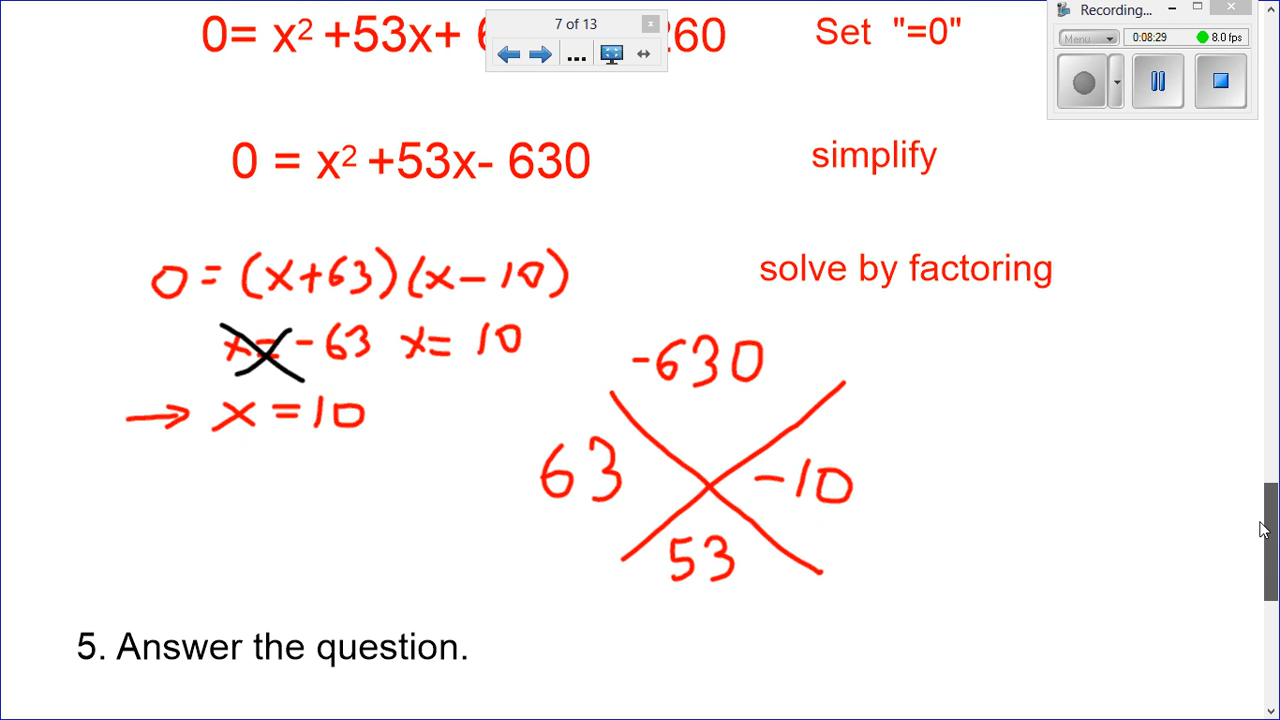 7 of 13
Recording...
Menu
0:08:29
8.0 fps
0= x² +53x+ 6 260
Set "=0"
0 = x² +53x- 630
simplify
0 = (x+63)(x-10)
solve by factoring
x=-63 x= 10
→ x=10
-630
63
-10
53
5. Answer the question.